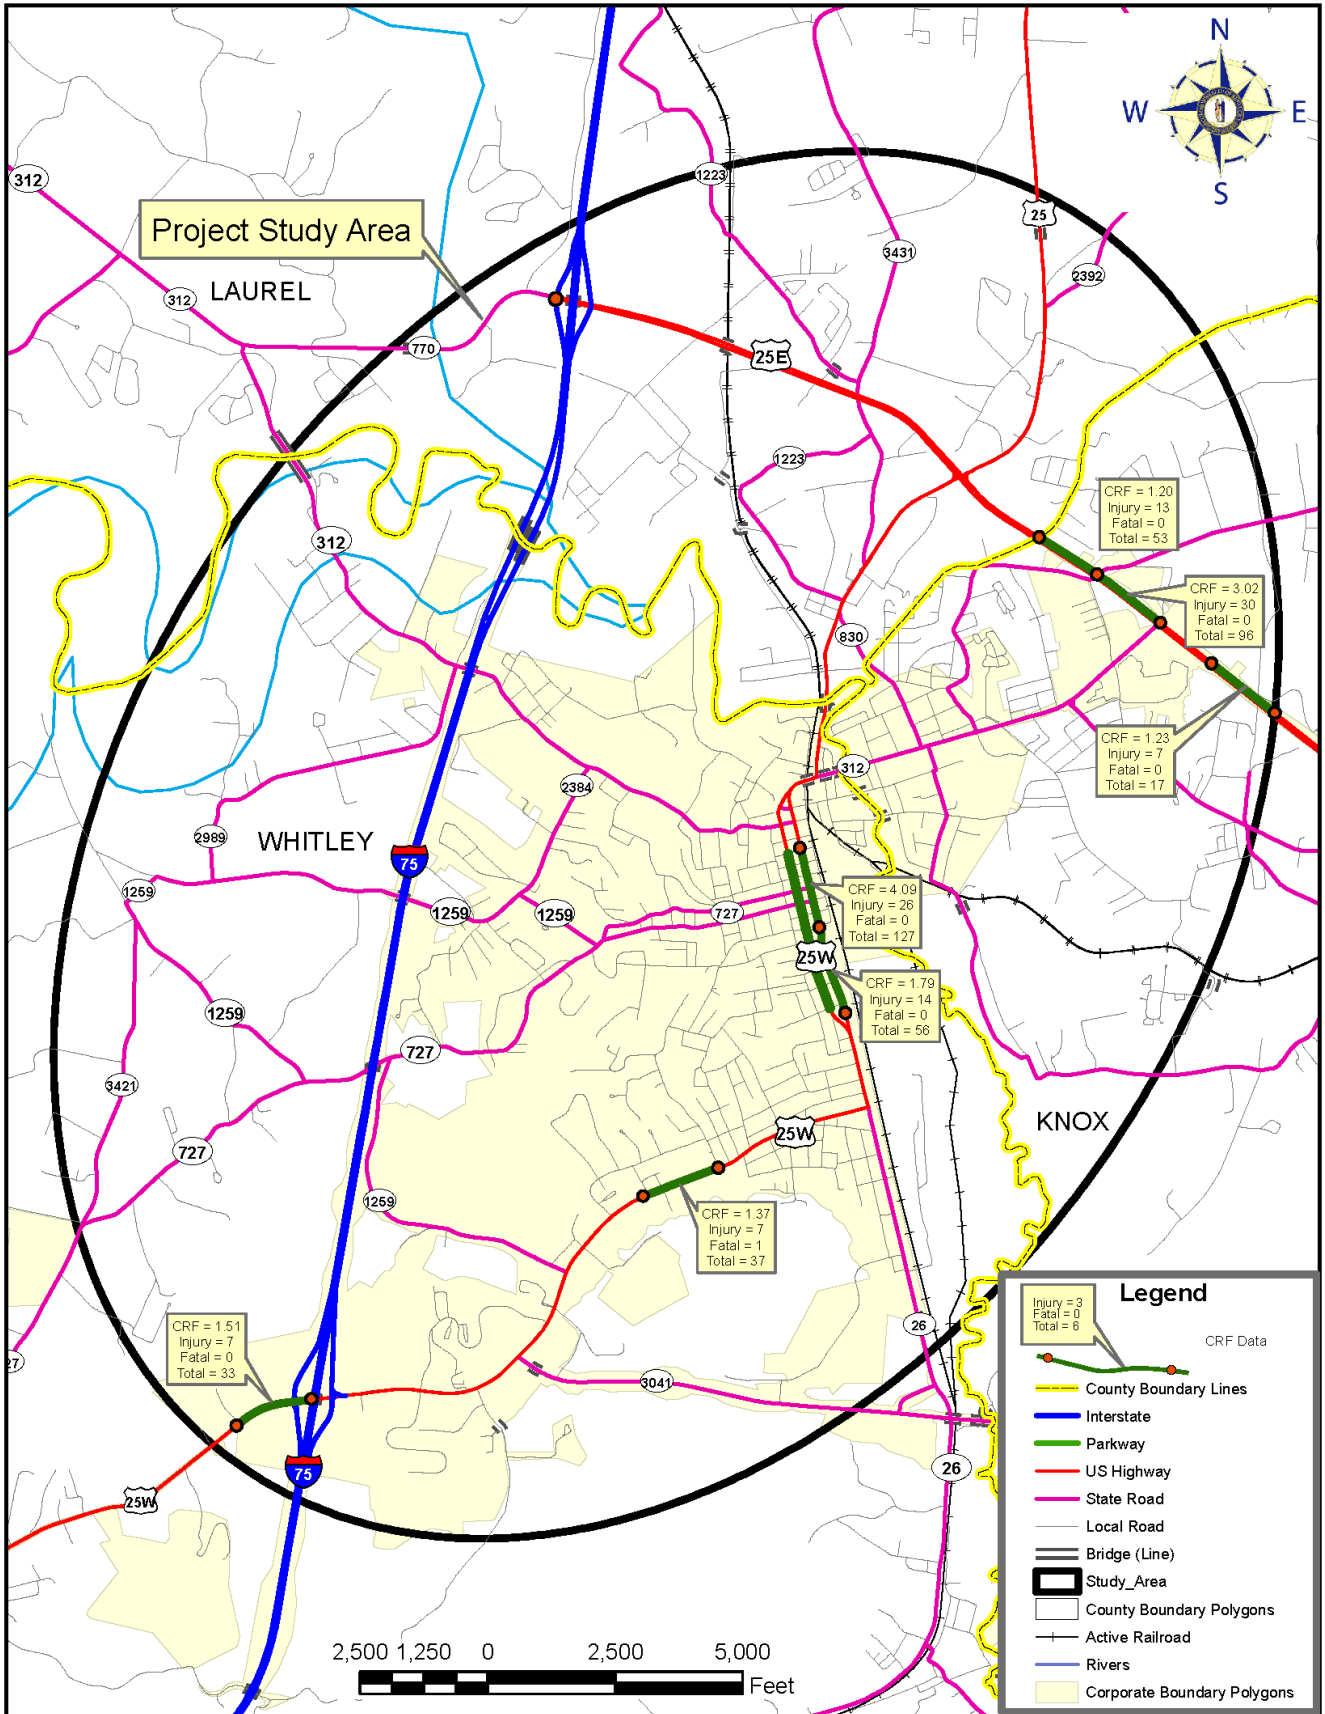 N
W
E
S
312
1223
25
3431
2392
Project Study Area
LAUREL
312
770
25E
1223
312
CRF = 1.20
Injury = 13
Fatal = 0
Total = 53
CRF = 3.02
Injury = 30
Fatal = 0
Total = 96
830
CRF = 1.23
Injury = 7
Fatal = 0
Total = 17
312
2384
2989
WHITLEY
75
1259
1259
1259
727
CRF = 4.09
Injury = 26
Fatal = 0
Total = 127
25W
CRF = 1.79
Injury = 14
Fatal = 0
Total = 56
1259
727
3421
727
25W
KNOX
1259
CRF = 1.37
Injury = 7
Fatal = 1
Total = 37
CRF = 1.51
Injury = 7
Fatal = 0
Total = 33
26
27
3041
75
26
25W
Legend
Injury = 3
Fatal = 0
Total = 6
CRF Data
County Boundary Lines
Interstate
Parkway
US Highway
State Road
Local Road
Bridge (Line)
Study_Area
County Boundary Polygons
Active Railroad
Rivers
Corporate Boundary Polygons
2,500 1,250 0 2,500 5,000
Feet